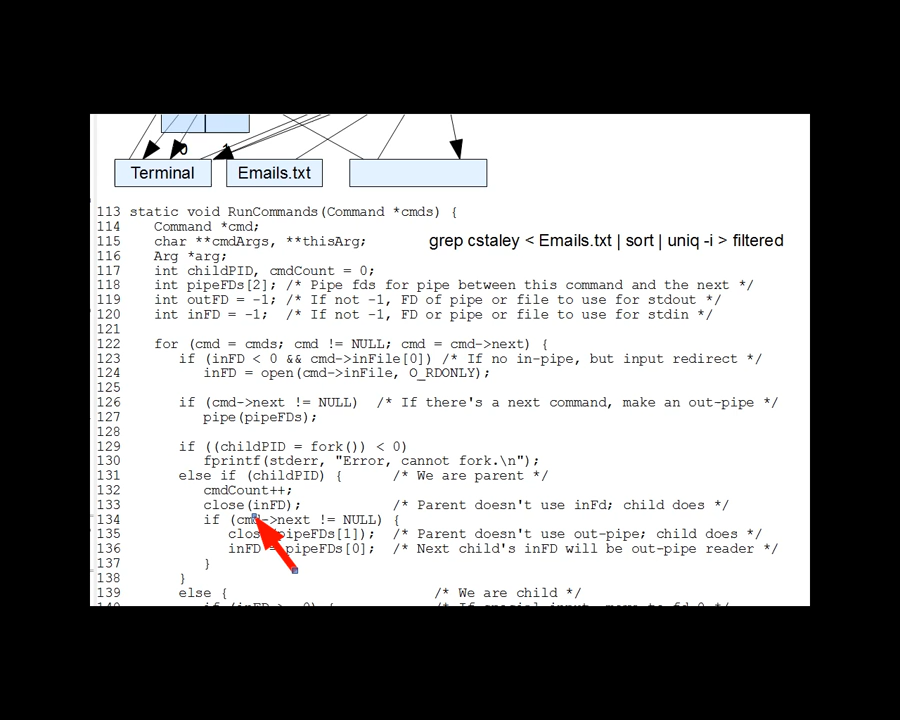 0
Terminal
Emails.txt
113 static void RunCommands(Command *cmds) {
114 Command *cmd;
115 char **cmdArgs, **thisArg;
grep cstaley < Emails.txt | sort | uniq -i > filtered
116 Arg *arg;
117 int childPID, cmdCount = 0;
118 int pipeFDs[2]; /* Pipe fds for pipe between this command and the next */
119 int outFD = -1; /* If not -1, FD of pipe or file to use for stdout */
120 int inFD = -1; /* If not -1, FD or pipe or file to use for stdin */
121
122 for (cmd = cmds; cmd != NULL; cmd = cmd->next) {
123 if (inFD < 0 && cmd->inFile[0]) /* If no in-pipe, but input redirect */
124 inFD = open(cmd->inFile, O_RDONLY);
125
126 if (cmd->next != NULL) /* If there's a next command, make an out-pipe */
127 pipe(pipeFDs);
128
129 if ((childPID = fork()) < 0)
130 fprintf(stderr, "Error, cannot fork.\n");
131 else if (childPID) { /* We are parent */
132 cmdCount++;
133 close(inFD); /* Parent doesn't use inFd; child does */
134 if (cmd->next != NULL) {
135 close(pipeFDs[1]); /* Parent doesn't use out-pipe; child does */
136 inFD = pipeFDs[0]; /* Next child's inFD will be out-pipe reader */
137 }
138 }
139 else { /* We are child */